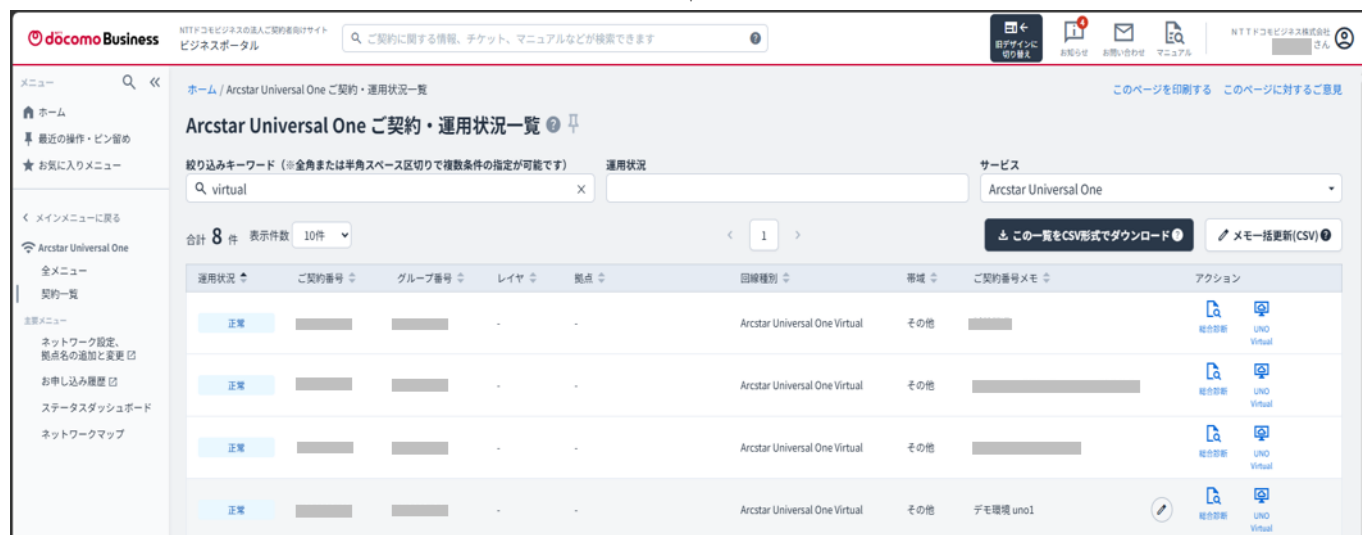 döcomo Business
NTTドコモビジネスの法人ご契約者向けサイト
ビジネスポータル
ご契約に関する情報、チケット、マニュアルなどが検索できます
旧デザインに
切り替え
4
お知らせ
お問い合わせ
マニュアル
NTTドコモビジネス株式会社
さん
メニュー
ホーム
最近の操作・ピン留め
お気に入りメニュー
メインメニューに戻る
Arcstar Universal One
全メニュー
契約一覧
主要メニュー
ネットワーク設定、
拠点名の追加と変更
お申し込み履歴
ステータスダッシュボード
ネットワークマップ
ホーム / Arcstar Universal One ご契約・運用状況一覧
このページを印刷する このページに対するご意見
Arcstar Universal One ご契約・運用状況一覧
絞り込みキーワード（※全角または半角スペース区切りで複数条件の指定が可能です） 運用状況 サービス
virtual × Arcstar Universal One
合計 8 件 表示件数 10件 < 1 > この一覧をCSV形式でダウンロード メモ一括更新(CSV)
運用状況 ご契約番号 グループ番号 レイヤ 拠点 回線種別 帯域 ご契約番号メモ アクション
正常 - - Arcstar Universal One Virtual その他 総合診断 UNO
Virtual
正常 - - Arcstar Universal One Virtual その他 総合診断 UNO
Virtual
正常 - - Arcstar Universal One Virtual その他 総合診断 UNO
Virtual
正常 - - Arcstar Universal One Virtual その他 デモ環境 uno1 総合診断 UNO
Virtual